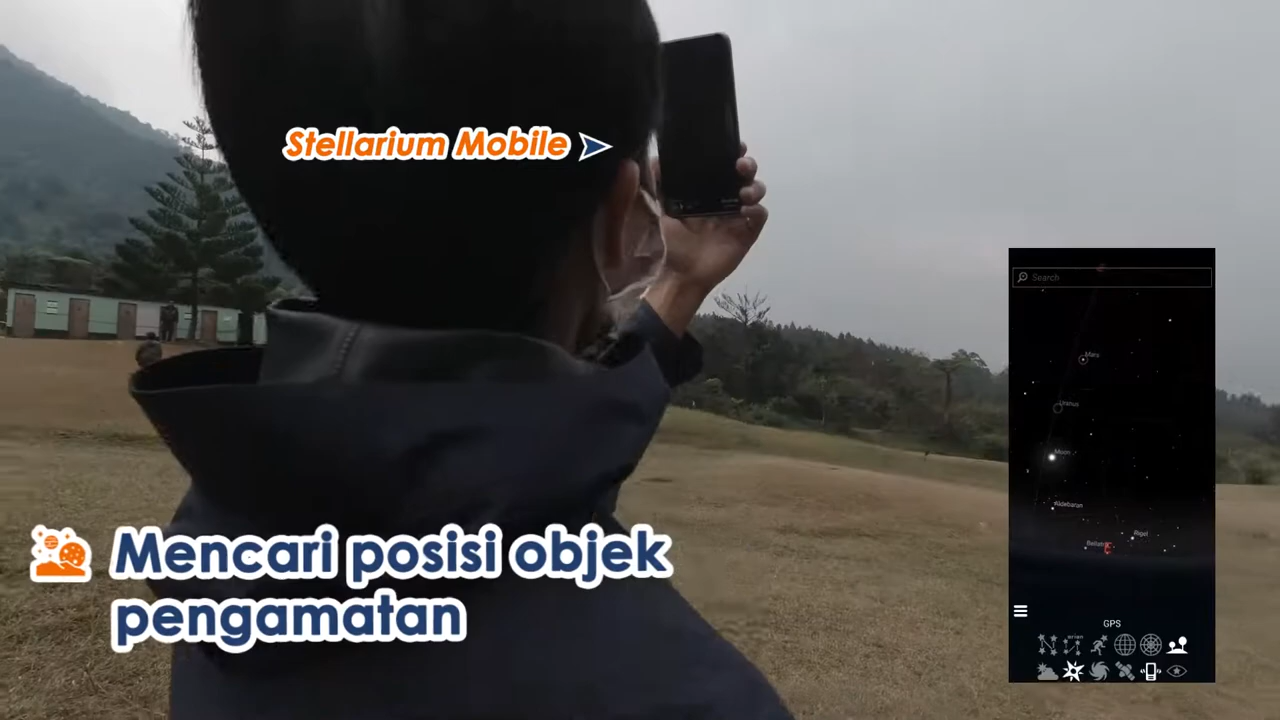 Stellarium Mobile
Mencari posisi objek
pengamatan
Search
Mars
Uranus
Moon
Aldebaran
Rigel
Bellatrix
E
GPS